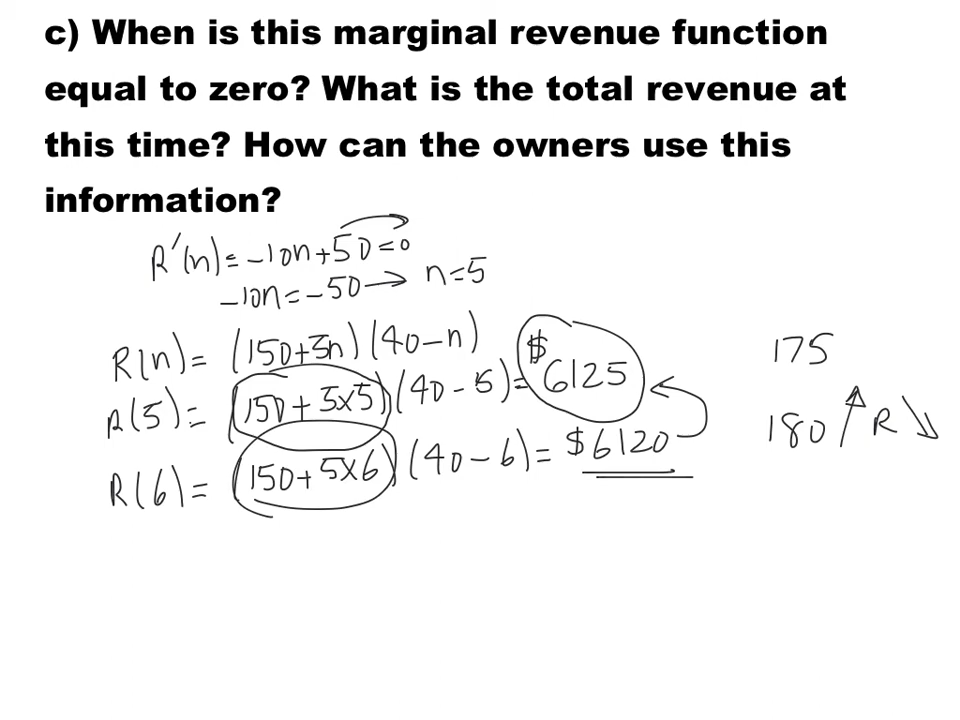 c) When is this marginal revenue function
equal to zero? What is the total revenue at
this time? How can the owners use this
information?
R'(n)=-10n+50=0
-10n=-50→ n=5
R(n)= (150+5n)(40-n)
R(5)= (150+5x5)(40-5)= $6125
R(6)= (150+5x6)(40-6)= $6120
175
180↑R↘